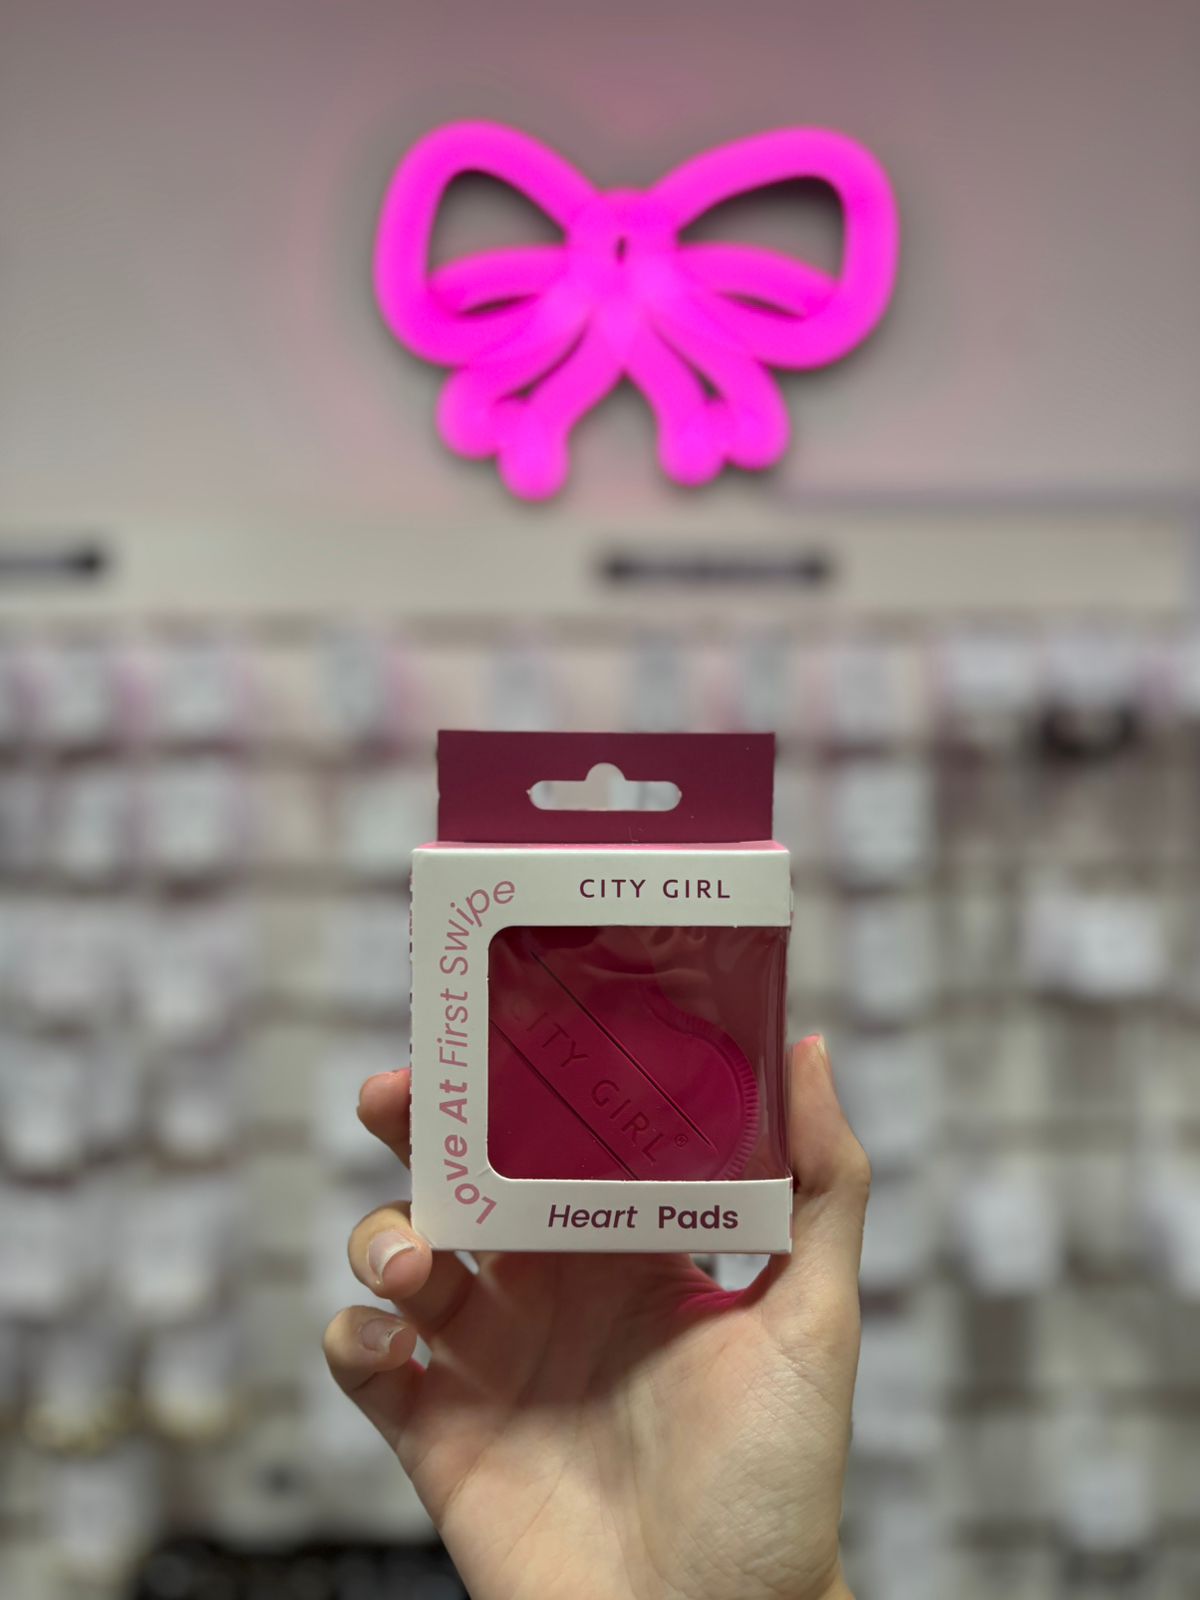 CITY GIRL
Love At First Swipe
CITY GIRL®
Heart Pads